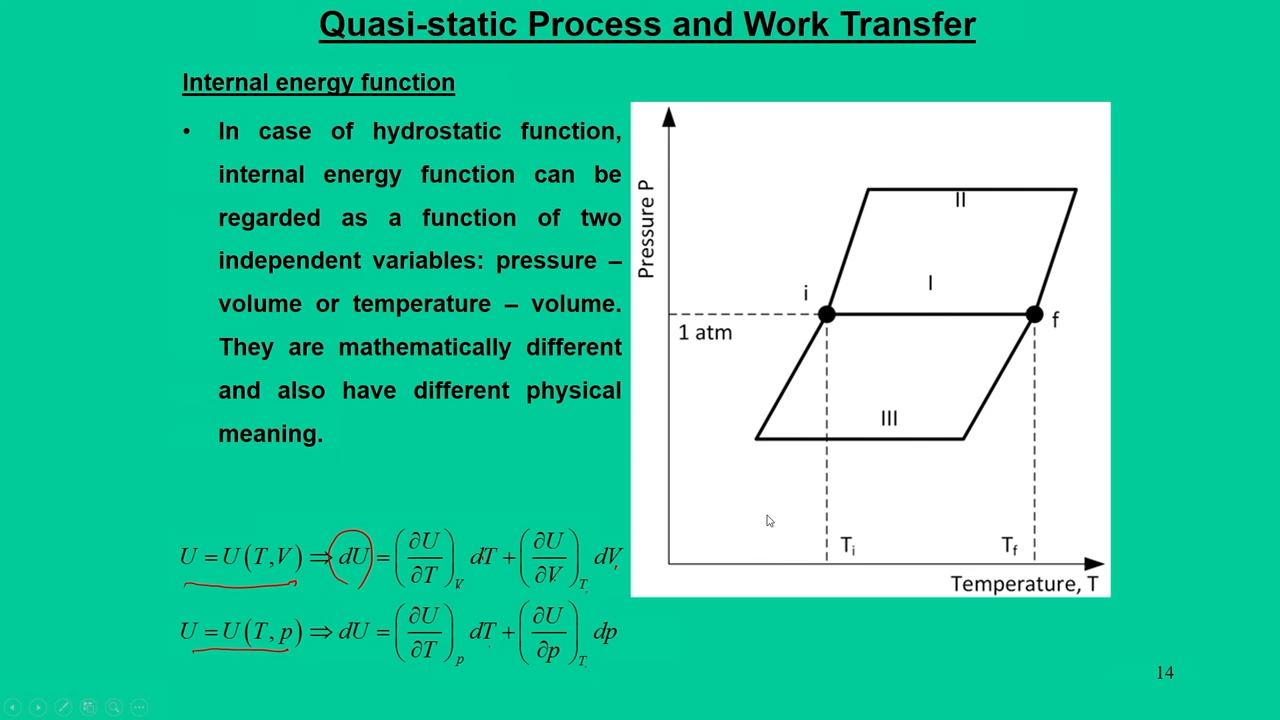 Quasi-static Process and Work Transfer
Internal energy function
• In case of hydrostatic function,
internal energy function can be
regarded as a function of two
independent variables: pressure –
volume or temperature – volume.
They are mathematically different
and also have different physical
meaning.
U = U(T,V) ⇒ dU = (∂U/∂T)_V dT + (∂U/∂V)_T dV
U = U(T, p) ⇒ dU = (∂U/∂T)_p dT + (∂U/∂p)_T dp
Pressure P
II
I
i
f
1 atm
III
T_i
T_f
Temperature, T
14